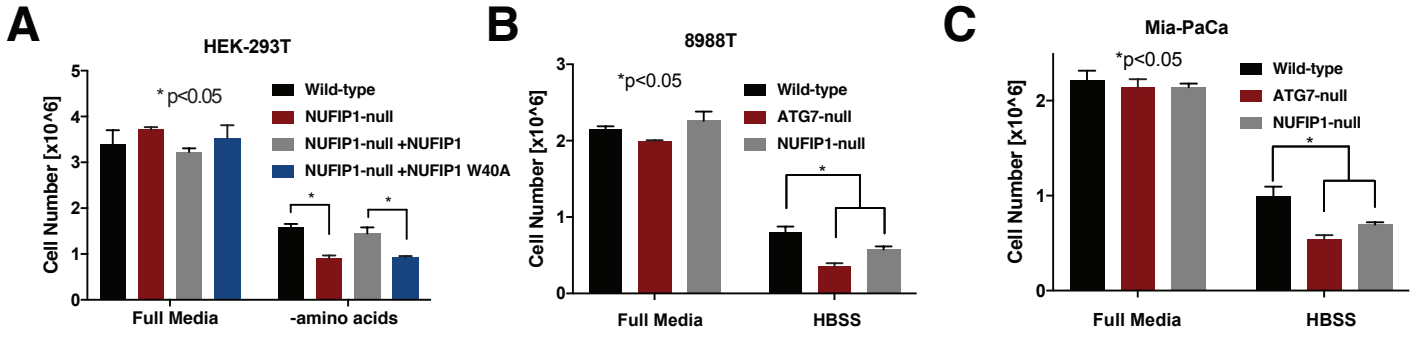 A
HEK-293T
Cell Number [x10^6]
5
4
3
2
1
0
* p<0.05
Wild-type
NUFIP1-null
NUFIP1-null +NUFIP1
NUFIP1-null +NUFIP1 W40A
*
*
Full Media
-amino acids
B
8988T
Cell Number [x10^6]
3
2
1
0
*p<0.05
Wild-type
ATG7-null
NUFIP1-null
*
Full Media
HBSS
C
Mia-PaCa
Cell Number [x10^6]
2
1
0
*p<0.05
Wild-type
ATG7-null
NUFIP1-null
*
Full Media
HBSS